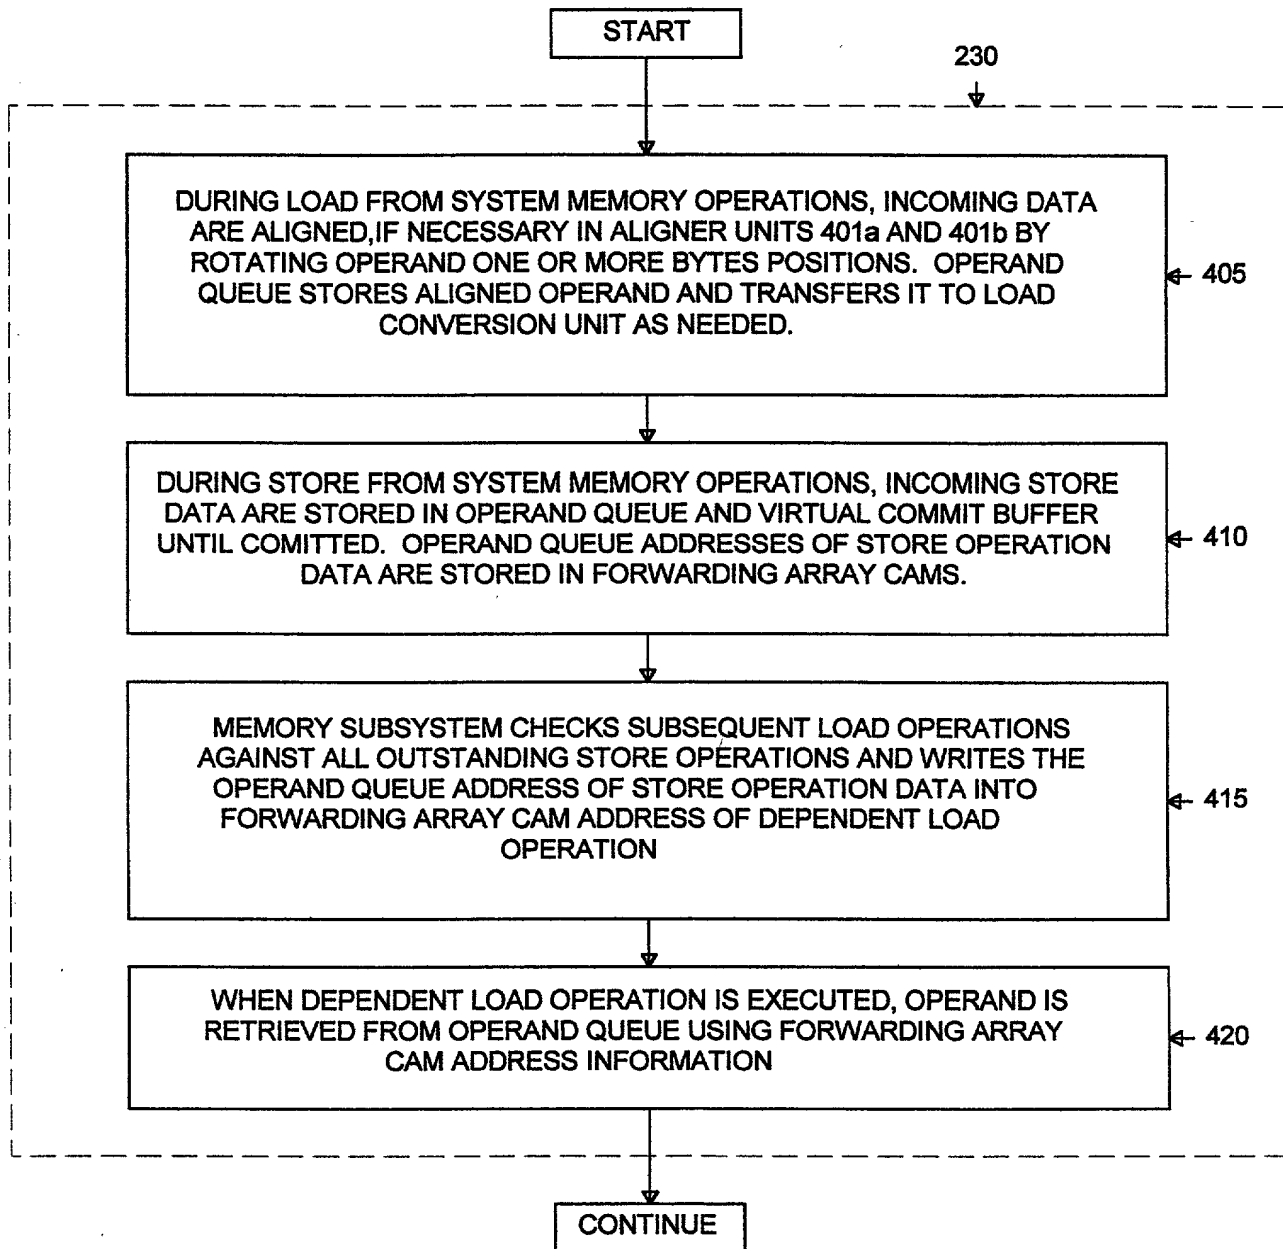 START
230
DURING LOAD FROM SYSTEM MEMORY OPERATIONS, INCOMING DATA
ARE ALIGNED,IF NECESSARY IN ALIGNER UNITS 401a AND 401b BY
ROTATING OPERAND ONE OR MORE BYTES POSITIONS. OPERAND
QUEUE STORES ALIGNED OPERAND AND TRANSFERS IT TO LOAD
CONVERSION UNIT AS NEEDED.
405
DURING STORE FROM SYSTEM MEMORY OPERATIONS, INCOMING STORE
DATA ARE STORED IN OPERAND QUEUE AND VIRTUAL COMMIT BUFFER
UNTIL COMITTED. OPERAND QUEUE ADDRESSES OF STORE OPERATION
DATA ARE STORED IN FORWARDING ARRAY CAMS.
410
MEMORY SUBSYSTEM CHECKS SUBSEQUENT LOAD OPERATIONS
AGAINST ALL OUTSTANDING STORE OPERATIONS AND WRITES THE
OPERAND QUEUE ADDRESS OF STORE OPERATION DATA INTO
FORWARDING ARRAY CAM ADDRESS OF DEPENDENT LOAD
OPERATION
415
WHEN DEPENDENT LOAD OPERATION IS EXECUTED, OPERAND IS
RETRIEVED FROM OPERAND QUEUE USING FORWARDING ARRAY
CAM ADDRESS INFORMATION
420
CONTINUE